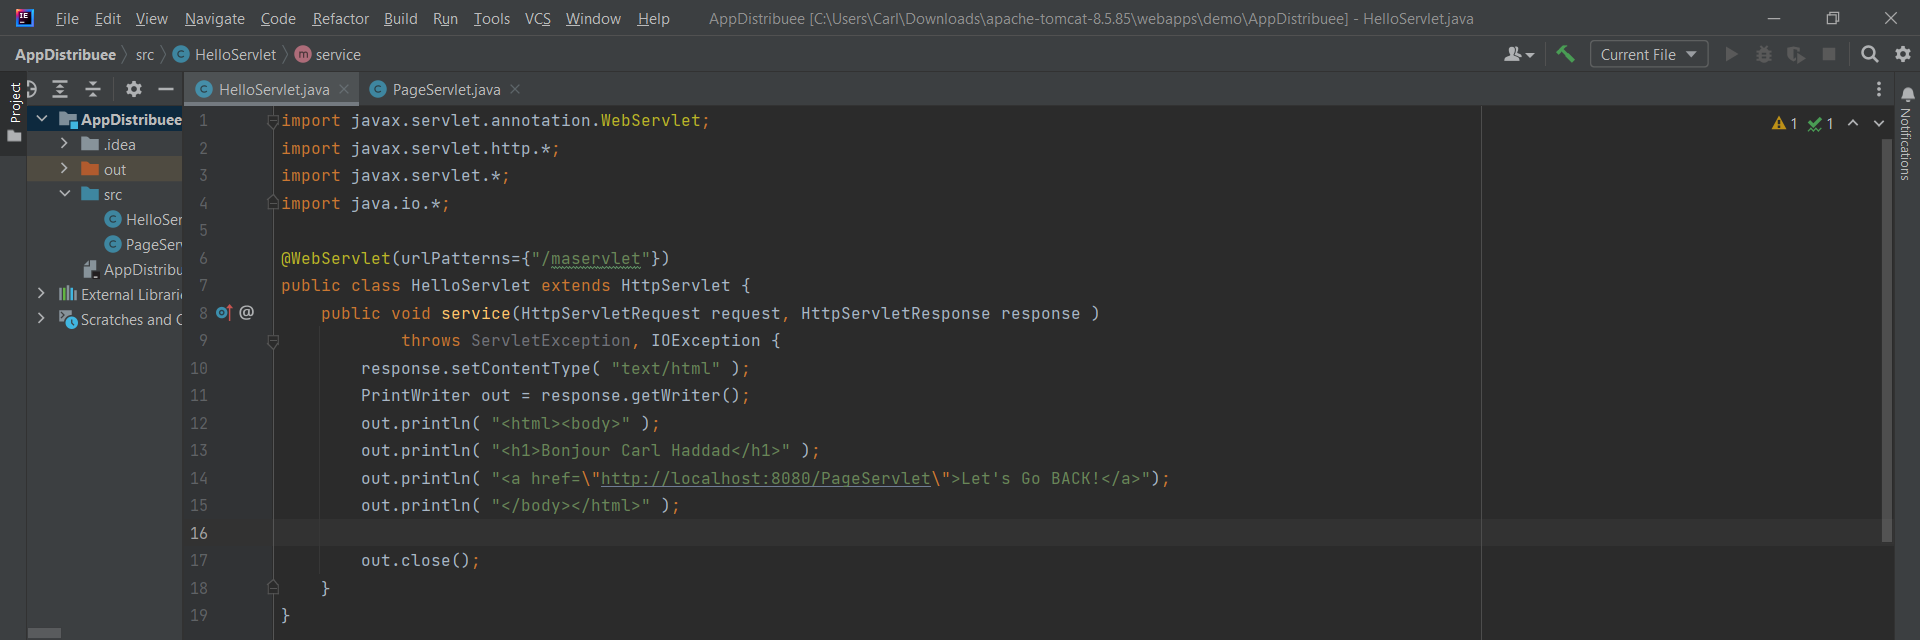 File Edit View Navigate Code Refactor Build Run Tools VCS Window Help AppDistribuee [C:\Users\Carl\Downloads\apache-tomcat-8.5.85\webapps\demo\AppDistribuee] - HelloServlet.java
AppDistribuee src HelloServlet service Current File
Project
HelloServlet.java PageServlet.java
AppDistribuee
.idea
out
src
HelloSer
PageSer
AppDistribu
External Librari
Scratches and C
1 import javax.servlet.annotation.WebServlet;
2 import javax.servlet.http.*;
3 import javax.servlet.*;
4 import java.io.*;
5
6 @WebServlet(urlPatterns={"/maservlet"})
7 public class HelloServlet extends HttpServlet {
8 @ public void service(HttpServletRequest request, HttpServletResponse response )
9 throws ServletException, IOException {
10 response.setContentType( "text/html" );
11 PrintWriter out = response.getWriter();
12 out.println( "<html><body>" );
13 out.println( "<h1>Bonjour Carl Haddad</h1>" );
14 out.println( "<a href=\"http://localhost:8080/PageServlet\">Let's Go BACK!</a>");
15 out.println( "</body></html>" );
16
17 out.close();
18 }
19 }
1 1
Notifications